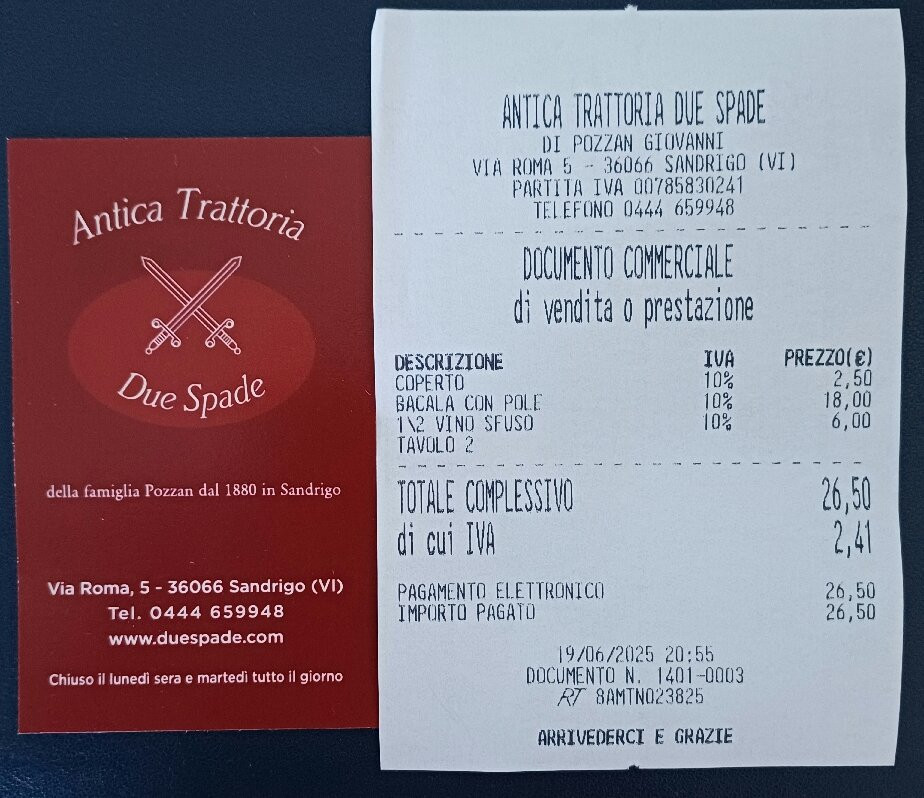 Antica Trattoria
Due Spade
della famiglia Pozzan dal 1880 in Sandrigo
Via Roma, 5 - 36066 Sandrigo (VI)
Tel. 0444 659948
www.duespade.com
Chiuso il lunedì sera e martedì tutto il giorno
ANTICA TRATTORIA DUE SPADE
DI POZZAN GIOVANNI
VIA ROMA 5 - 36066 SANDRIGO (VI)
PARTITA IVA 00785830241
TELEFONO 0444 659948
DOCUMENTO COMMERCIALE
di vendita o prestazione
DESCRIZIONE IVA PREZZO(€)
COPERTO 10% 2,50
BACALA CON POLE 10% 18,00
1\2 VINO SFUSO 10% 6,00
TAVOLO 2
TOTALE COMPLESSIVO 26,50
di cui IVA 2,41
PAGAMENTO ELETTRONICO 26,50
IMPORTO PAGATO 26,50
19/06/2025 20:55
DOCUMENTO N. 1401-0003
RT 8AMTN023825
ARRIVEDERCI E GRAZIE